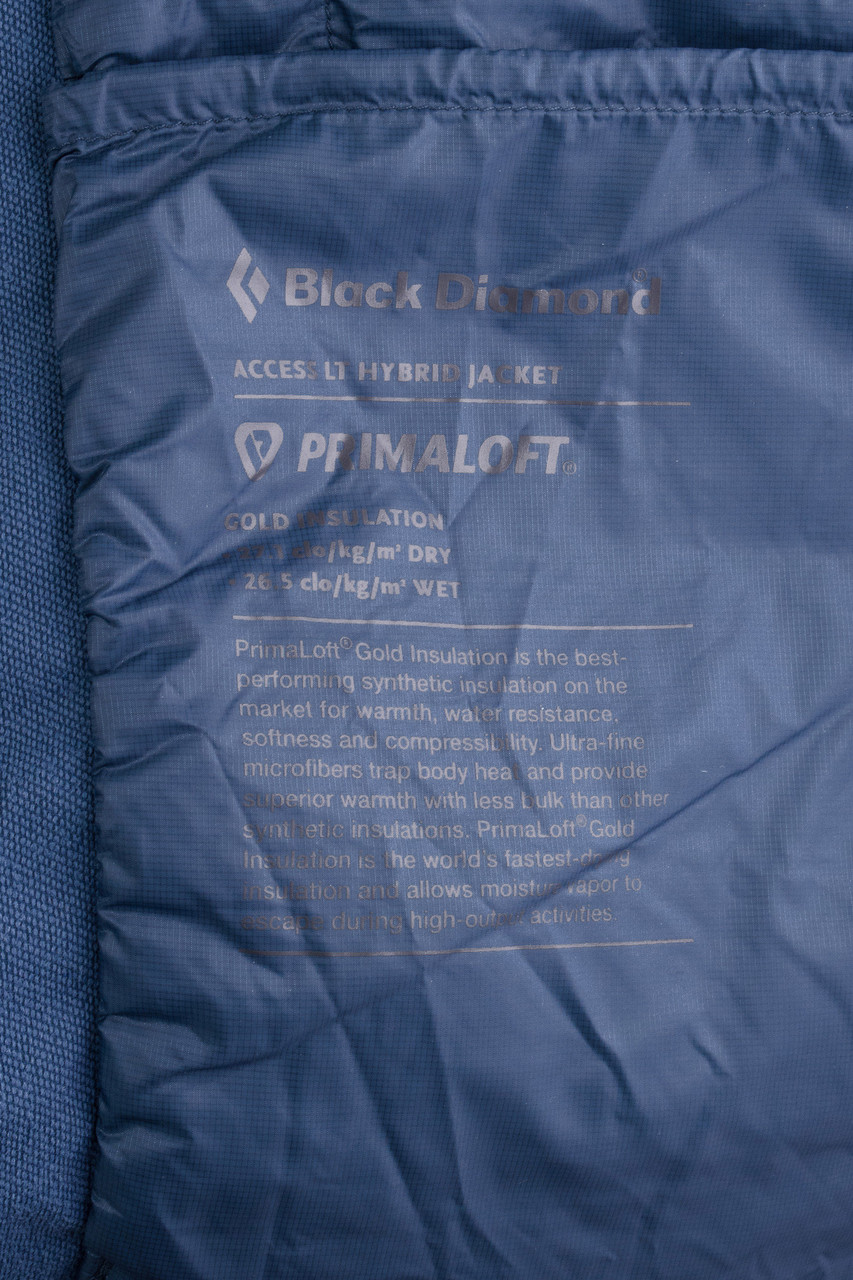 Black Diamond®
ACCESS LT HYBRID JACKET
PRIMALOFT®
GOLD INSULATION
clo/kg/m² DRY
- 26.5 clo/kg/m² WET
PrimaLoft® Gold Insulation is the best-
performing synthetic insulation on the
market for warmth, water resistance,
softness and compressibility. Ultra-fine
microfibers trap body heat and provide
superior warmth with less bulk than other
synthetic insulations. PrimaLoft® Gold
Insulation is the world's fastest-drying
insulation and allows moisture vapor to
escape during high-output activities.